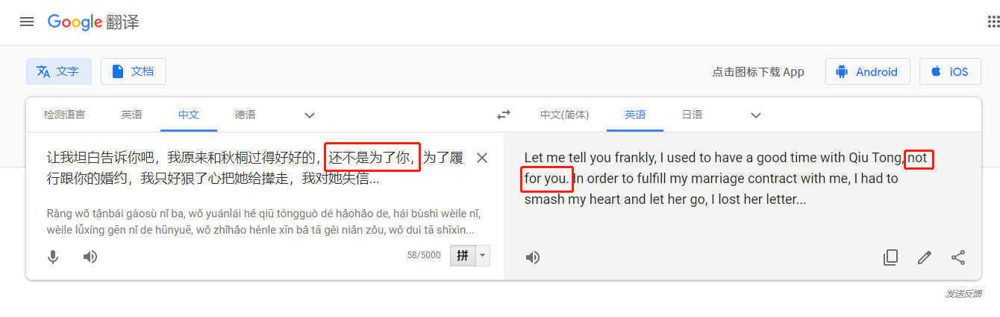 Google 翻译
文字 文档 点击图标下载 App Android iOS
检测语言 英语 中文 德语 中文(简体) 英语 日语
让我坦白告诉你吧，我原来和秋桐过得好好的，还不是为了你，为了履
行跟你的婚约，我只好狠了心把她给撵走，我对她失信...
Ràng wǒ tǎnbái gàosù nǐ ba, wǒ yuánlái hé qiū tóngguò dé hǎohǎo de, hái bùshì wèile nǐ,
wèile lǚxíng gēn nǐ de hūnyuē, wǒ zhǐhǎo hěnle xīn bǎ tā gěi niǎn zǒu, wǒ duì tā shīxìn...
58/5000 拼
Let me tell you frankly, I used to have a good time with Qiu Tong, not
for you. In order to fulfill my marriage contract with me, I had to
smash my heart and let her go, I lost her letter...
发送反馈